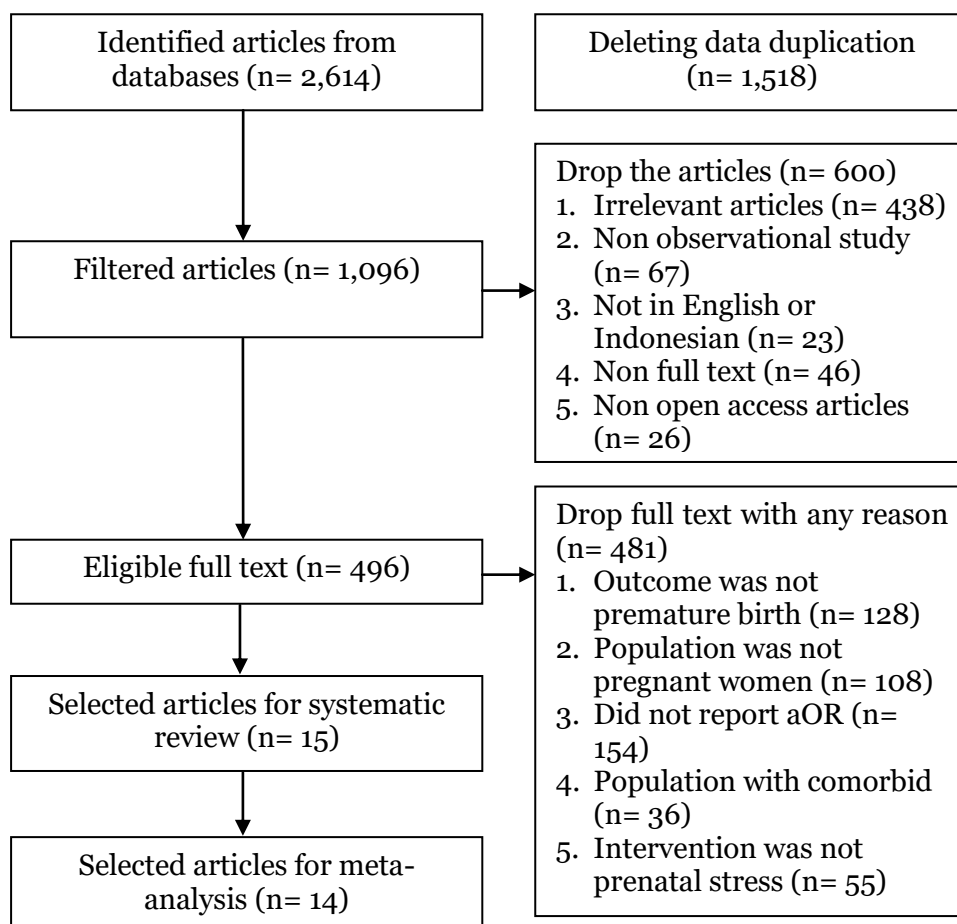 Identified articles from
databases (n= 2,614)
Deleting data duplication
(n= 1,518)
Filtered articles (n= 1,096)
Drop the articles (n= 600)
1. Irrelevant articles (n= 438)
2. Non observational study
(n= 67)
3. Not in English or
Indonesian (n= 23)
4. Non full text (n= 46)
5. Non open access articles
(n= 26)
Eligible full text (n= 496)
Drop full text with any reason
(n= 481)
1. Outcome was not
premature birth (n= 128)
2. Population was not
pregnant women (n= 108)
3. Did not report aOR (n=
154)
4. Population with comorbid
(n= 36)
5. Intervention was not
prenatal stress (n= 55)
Selected articles for systematic
review (n= 15)
Selected articles for meta-
analysis (n= 14)